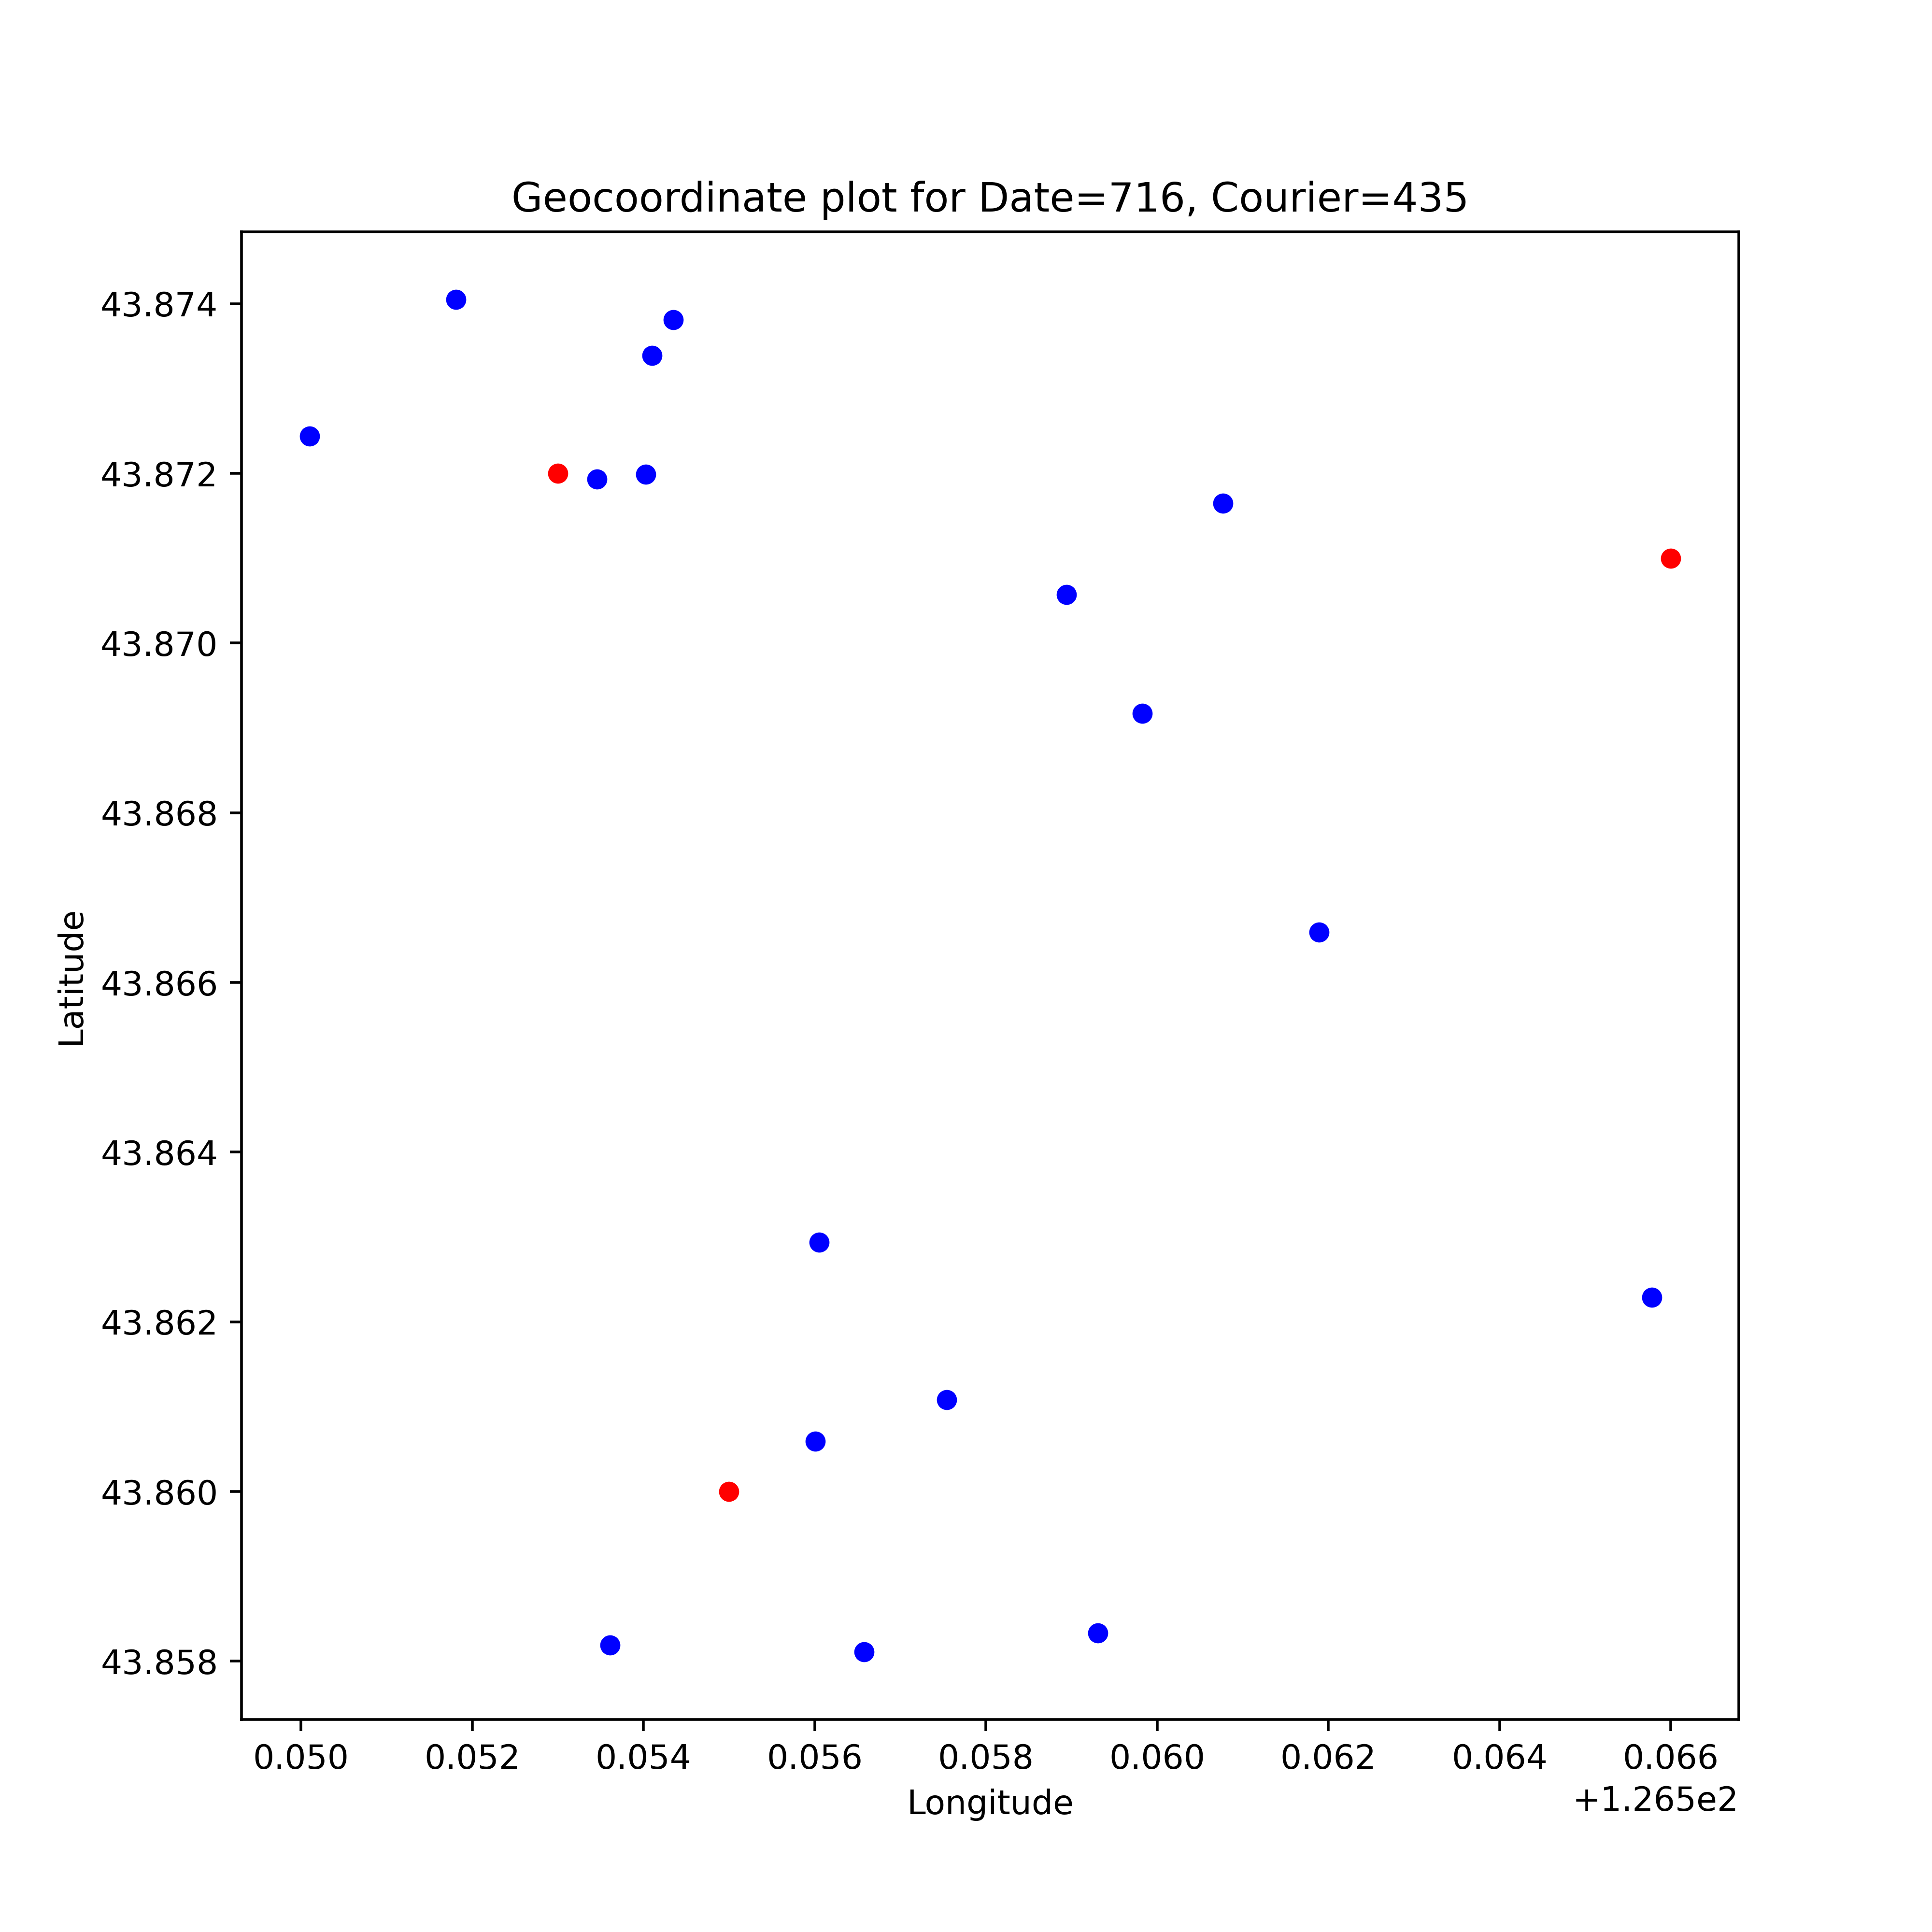 Geocoordinate plot for Date=716, Courier=435
43.874
43.872
43.870
43.868
43.866
43.864
43.862
43.860
43.858
Latitude
0.050 0.052 0.054 0.056 0.058 0.060 0.062 0.064 0.066
+1.265e2
Longitude